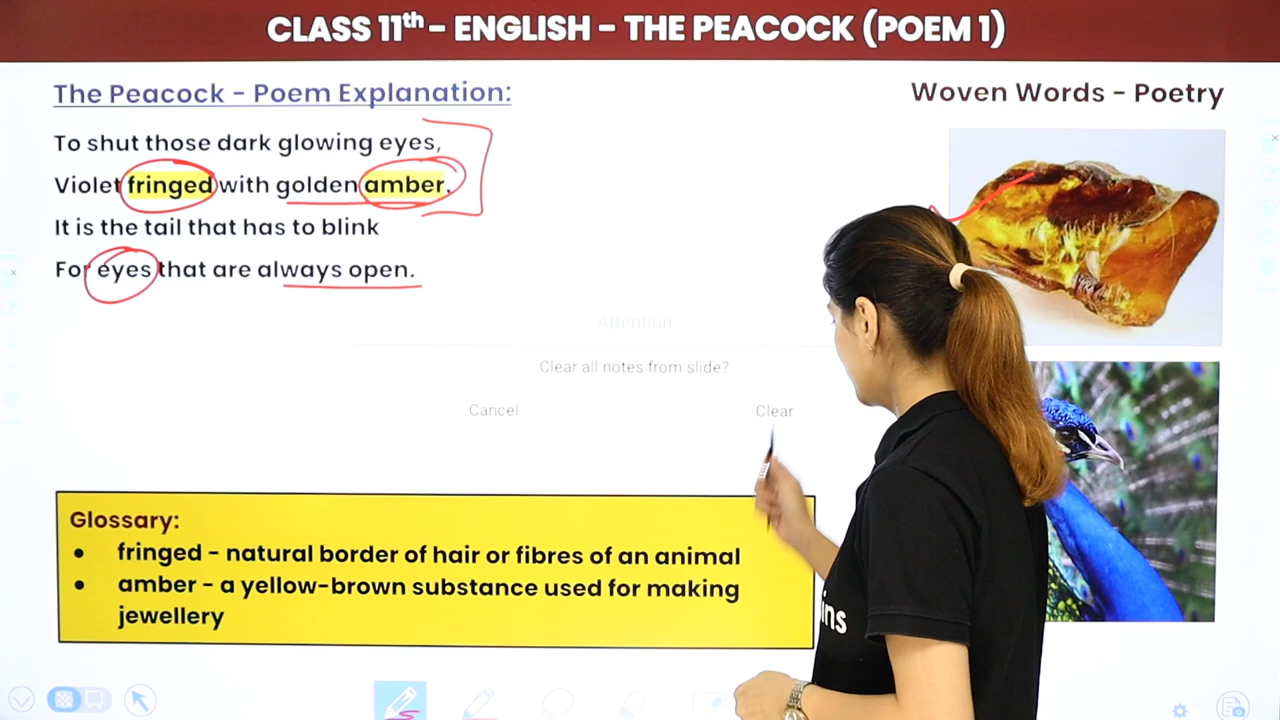 CLASS 11th - ENGLISH - THE PEACOCK (POEM 1)
The Peacock - Poem Explanation:
Woven Words - Poetry
To shut those dark glowing eyes,
Violet fringed with golden amber,
It is the tail that has to blink
For eyes that are always open.
Attention
Clear all notes from slide?
Cancel
Clear
Glossary:
● fringed - natural border of hair or fibres of an animal
● amber - a yellow-brown substance used for making
jewellery
ins